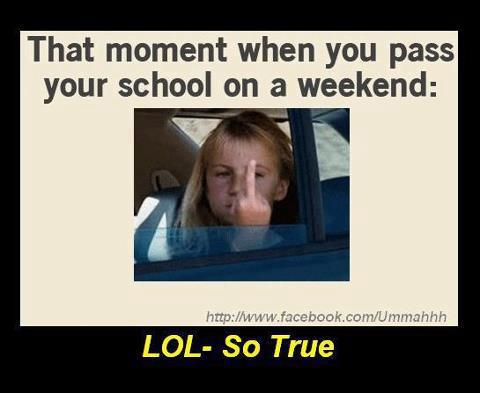 That moment when you pass
your school on a weekend:
http://www.facebook.com/Ummahhh
LOL- So True